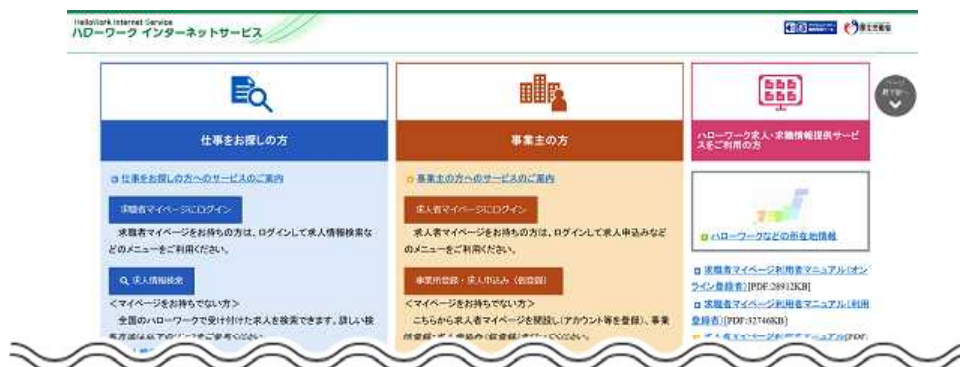 HelloWork Internet Service
ハローワーク インターネットサービス
厚生労働省
仕事をお探しの方
仕事をお探しの方へのサービスのご案内
求職者マイページにログイン
求職者マイページをお持ちの方は、ログインして求人情報検索な
どのメニューをご利用ください。
求人情報検索
<マイページをお持ちでない方>
全国のハローワークで受け付けた求人を検索できます。詳しい検
事業主の方
事業主の方へのサービスのご案内
求人者マイページにログイン
求人者マイページをお持ちの方は、ログインして求人申込みなど
のメニューをご利用ください。
事業所登録・求人申込み（仮登録）
<マイページをお持ちでない方>
こちらから求人者マイページを開設し（アカウント等を登録）、事業
ハローワーク求人・求職情報提供サービ
スをご利用の方
ハローワークなどの所在地情報
求職者マイページ利用者マニュアル（オン
ライン登録者）[PDF:28912KB]
求職者マイページ利用者マニュアル（利用
登録者）[PDF:32746KB]
ページ